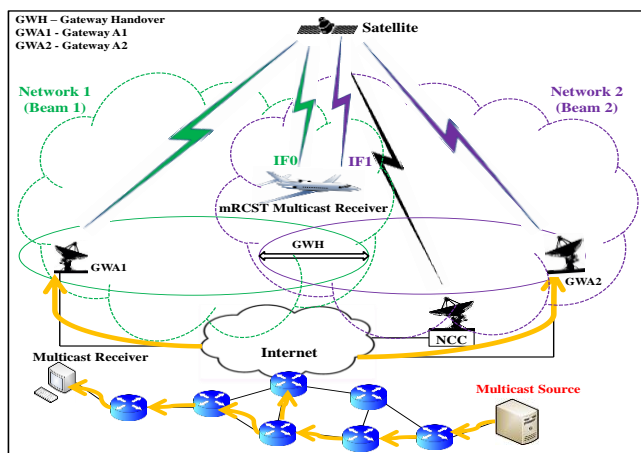 GWH – Gateway Handover
GWA1 - Gateway A1
GWA2 - Gateway A2
Satellite
Network 1
(Beam 1)
Network 2
(Beam 2)
IF0
IF1
mRCST Multicast Receiver
GWH
GWA1
GWA2
NCC
Internet
Multicast Receiver
Multicast Source